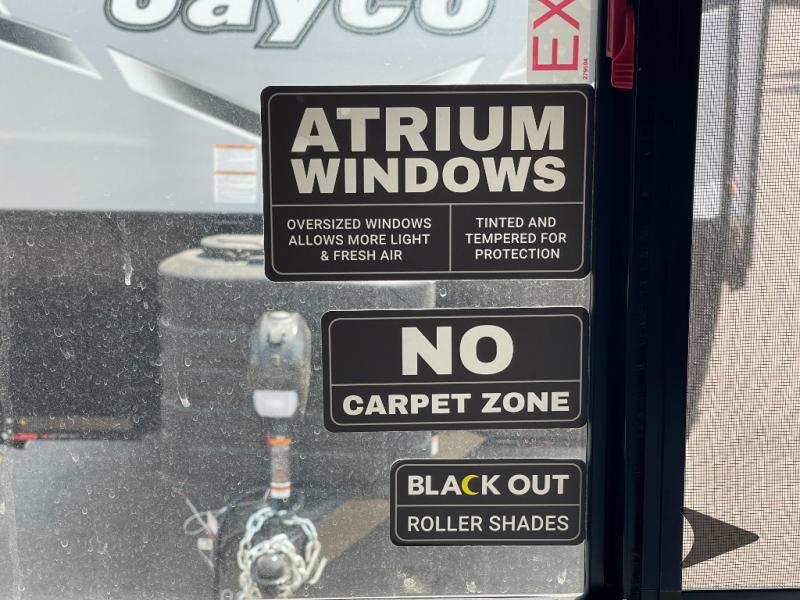 Jayco
EX
279694
ATRIUM
WINDOWS
OVERSIZED WINDOWS
ALLOWS MORE LIGHT
& FRESH AIR
TINTED AND
TEMPERED FOR
PROTECTION
NO
CARPET ZONE
BLACK OUT
ROLLER SHADES